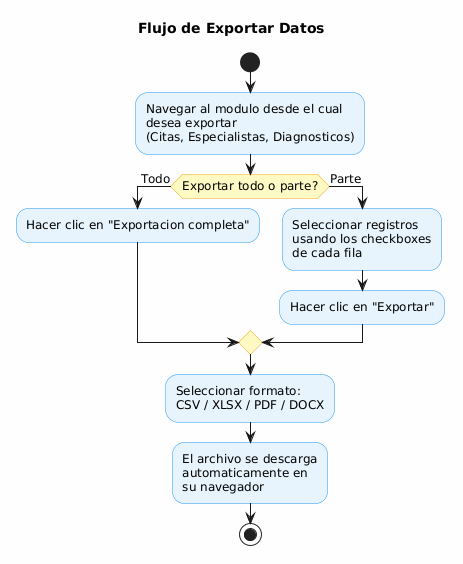 Flujo de Exportar Datos
Navegar al modulo desde el cual
desea exportar
(Citas, Especialistas, Diagnosticos)
Exportar todo o parte?
Todo
Parte
Hacer clic en "Exportacion completa"
Seleccionar registros
usando los checkboxes
de cada fila
Hacer clic en "Exportar"
Seleccionar formato:
CSV / XLSX / PDF / DOCX
El archivo se descarga
automaticamente en
su navegador